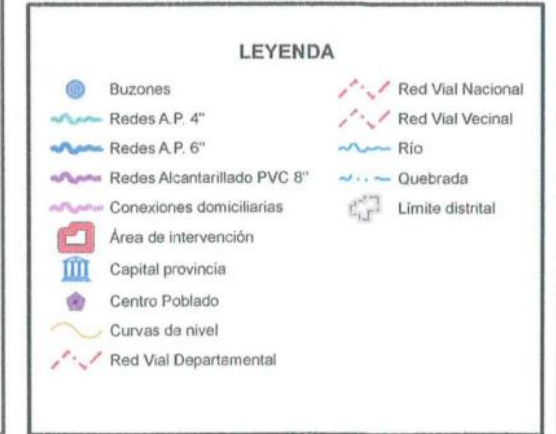 LEYENDA
Buzones
Redes A.P. 4"
Redes A.P. 6"
Redes Alcantarillado PVC 8"
Conexiones domiciliarias
Área de intervención
Capital provincia
Centro Poblado
Curvas de nivel
Red Vial Departamental
Red Vial Nacional
Red Vial Vecinal
Río
Quebrada
Límite distrital